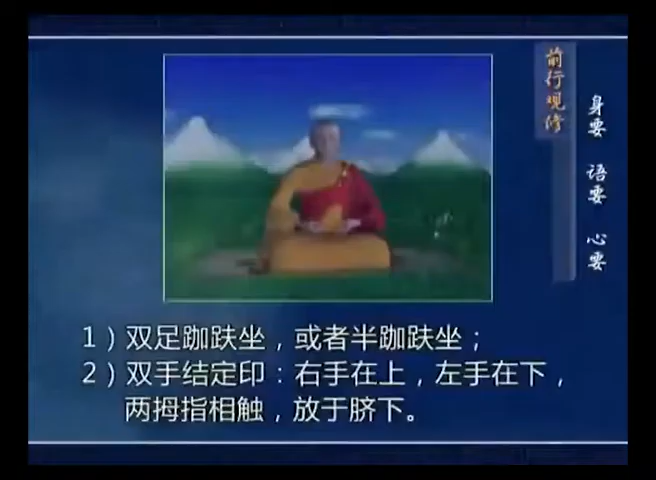 前行观修
身要 语要 心要
1）双足跏趺坐，或者半跏趺坐；
2）双手结定印：右手在上，左手在下，
两拇指相触，放于脐下。